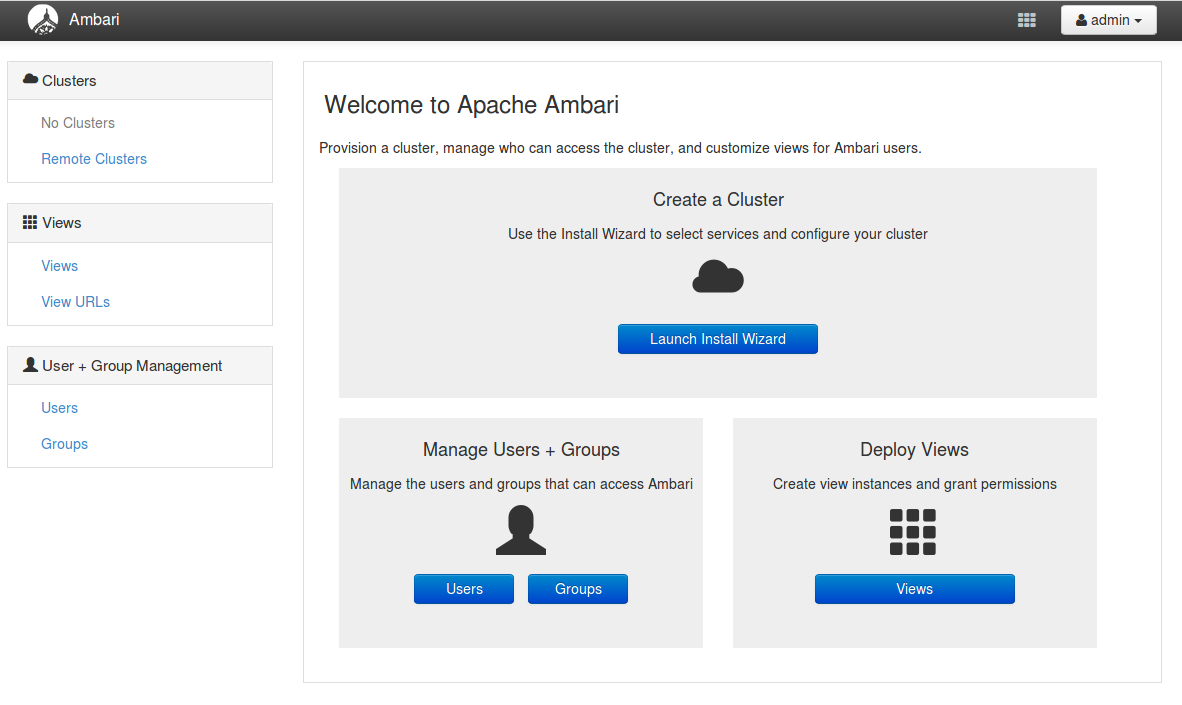 Ambari
admin
Clusters
No Clusters
Remote Clusters
Views
Views
View URLs
User + Group Management
Users
Groups
Welcome to Apache Ambari
Provision a cluster, manage who can access the cluster, and customize views for Ambari users.
Create a Cluster
Use the Install Wizard to select services and configure your cluster
Launch Install Wizard
Manage Users + Groups
Manage the users and groups that can access Ambari
Users Groups
Deploy Views
Create view instances and grant permissions
Views